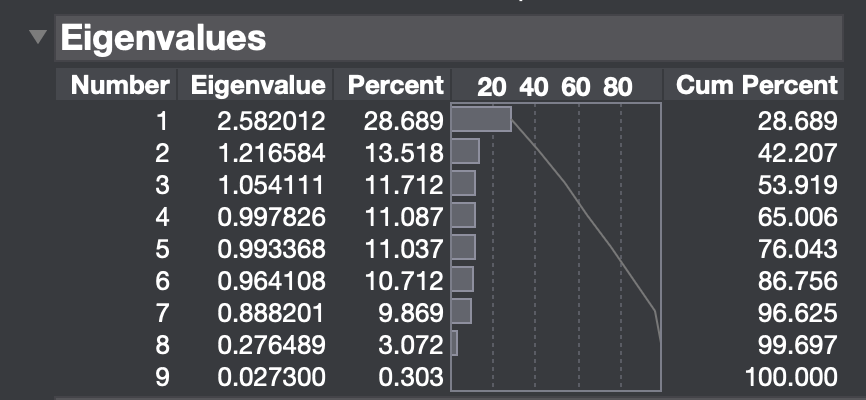 Eigenvalues
Number Eigenvalue Percent 20 40 60 80 Cum Percent
1 2.582012 28.689 28.689
2 1.216584 13.518 42.207
3 1.054111 11.712 53.919
4 0.997826 11.087 65.006
5 0.993368 11.037 76.043
6 0.964108 10.712 86.756
7 0.888201 9.869 96.625
8 0.276489 3.072 99.697
9 0.027300 0.303 100.000